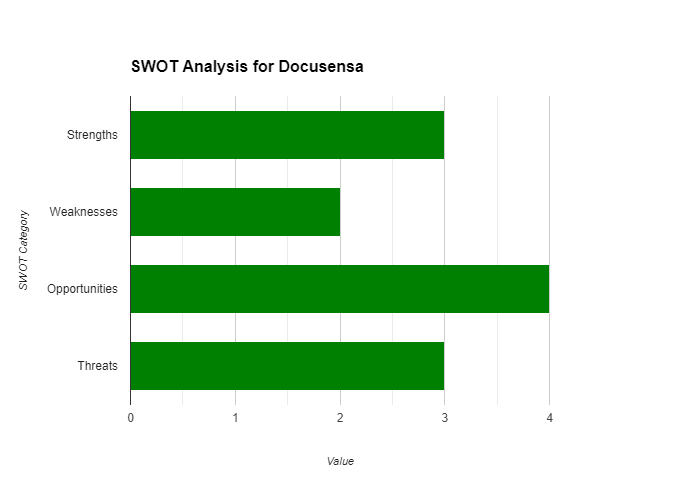 SWOT Analysis for Docusensa
SWOT Category
Strengths
Weaknesses
Opportunities
Threats
0 1 2 3 4
Value